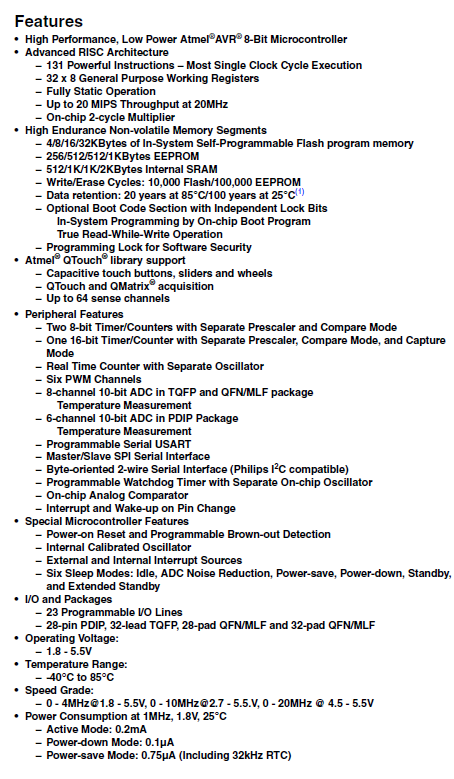 Features
• High Performance, Low Power Atmel®AVR® 8-Bit Microcontroller
• Advanced RISC Architecture
– 131 Powerful Instructions – Most Single Clock Cycle Execution
– 32 x 8 General Purpose Working Registers
– Fully Static Operation
– Up to 20 MIPS Throughput at 20MHz
– On-chip 2-cycle Multiplier
• High Endurance Non-volatile Memory Segments
– 4/8/16/32KBytes of In-System Self-Programmable Flash program memory
– 256/512/512/1KBytes EEPROM
– 512/1K/1K/2KBytes Internal SRAM
– Write/Erase Cycles: 10,000 Flash/100,000 EEPROM
– Data retention: 20 years at 85°C/100 years at 25°C(1)
– Optional Boot Code Section with Independent Lock Bits
In-System Programming by On-chip Boot Program
True Read-While-Write Operation
– Programming Lock for Software Security
• Atmel® QTouch® library support
– Capacitive touch buttons, sliders and wheels
– QTouch and QMatrix® acquisition
– Up to 64 sense channels
• Peripheral Features
– Two 8-bit Timer/Counters with Separate Prescaler and Compare Mode
– One 16-bit Timer/Counter with Separate Prescaler, Compare Mode, and Capture
Mode
– Real Time Counter with Separate Oscillator
– Six PWM Channels
– 8-channel 10-bit ADC in TQFP and QFN/MLF package
Temperature Measurement
– 6-channel 10-bit ADC in PDIP Package
Temperature Measurement
– Programmable Serial USART
– Master/Slave SPI Serial Interface
– Byte-oriented 2-wire Serial Interface (Philips I²C compatible)
– Programmable Watchdog Timer with Separate On-chip Oscillator
– On-chip Analog Comparator
– Interrupt and Wake-up on Pin Change
• Special Microcontroller Features
– Power-on Reset and Programmable Brown-out Detection
– Internal Calibrated Oscillator
– External and Internal Interrupt Sources
– Six Sleep Modes: Idle, ADC Noise Reduction, Power-save, Power-down, Standby,
and Extended Standby
• I/O and Packages
– 23 Programmable I/O Lines
– 28-pin PDIP, 32-lead TQFP, 28-pad QFN/MLF and 32-pad QFN/MLF
• Operating Voltage:
– 1.8 - 5.5V
• Temperature Range:
– -40°C to 85°C
• Speed Grade:
– 0 - 4MHz@1.8 - 5.5V, 0 - 10MHz@2.7 - 5.5.V, 0 - 20MHz @ 4.5 - 5.5V
• Power Consumption at 1MHz, 1.8V, 25°C
– Active Mode: 0.2mA
– Power-down Mode: 0.1µA
– Power-save Mode: 0.75µA (Including 32kHz RTC)